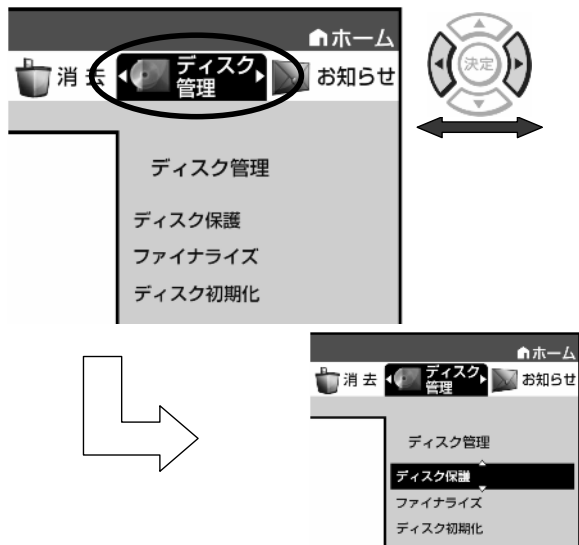 ホーム
消去
ディスク
管理
お知らせ
決定
ディスク管理
ディスク保護
ファイナライズ
ディスク初期化
ホーム
消去
ディスク
管理
お知らせ
ディスク管理
ディスク保護
ファイナライズ
ディスク初期化